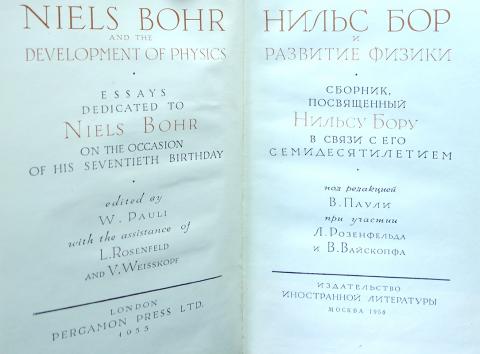 NIELS BOHR
AND THE
DEVELOPMENT OF PHYSICS
ESSAYS
DEDICATED TO
NIELS BOHR
ON THE OCCASION
OF HIS SEVENTIETH BIRTHDAY
edited by
W. PAULI
with the assistance of
L. ROSENFELD
AND V. WEISSKOPF
LONDON
PERGAMON PRESS LTD.
1955
НИЛЬС БОР
И
РАЗВИТИЕ ФИЗИКИ
СБОРНИК,
ПОСВЯЩЕННЫЙ
НИЛЬСУ БОРУ
В СВЯЗИ С ЕГО
СЕМИДЕСЯТИЛЕТИЕМ
под редакцией
В. ПАУЛИ
при участии
Л. РОЗЕНФЕЛЬДА
И В. ВАЙСКОПФА
ИЗДАТЕЛЬСТВО
ИНОСТРАННОЙ ЛИТЕРАТУРЫ
МОСКВА 1958